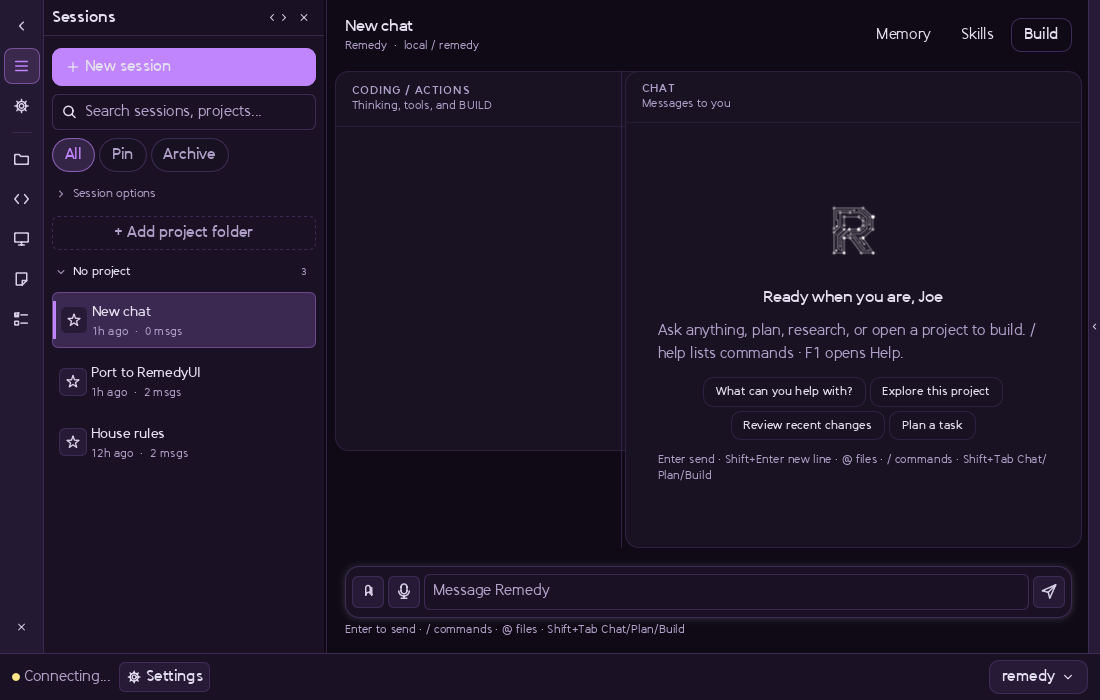 Sessions
New session
Search sessions, projects...
All
Pin
Archive
Session options
+ Add project folder
No project
3
New chat
1h ago · 0 msgs
Port to RemedyUI
1h ago · 2 msgs
House rules
12h ago · 2 msgs
New chat
Remedy · local / remedy
Memory
Skills
Build
CODING / ACTIONS
Thinking, tools, and BUILD
CHAT
Messages to you
R
Ready when you are, Joe
Ask anything, plan, research, or open a project to build. /
help lists commands · F1 opens Help.
What can you help with?
Explore this project
Review recent changes
Plan a task
Enter send · Shift+Enter new line · @ files · / commands · Shift+Tab Chat/
Plan/Build
Message Remedy
Enter to send · / commands · @ files · Shift+Tab Chat/Plan/Build
Connecting...
Settings
remedy